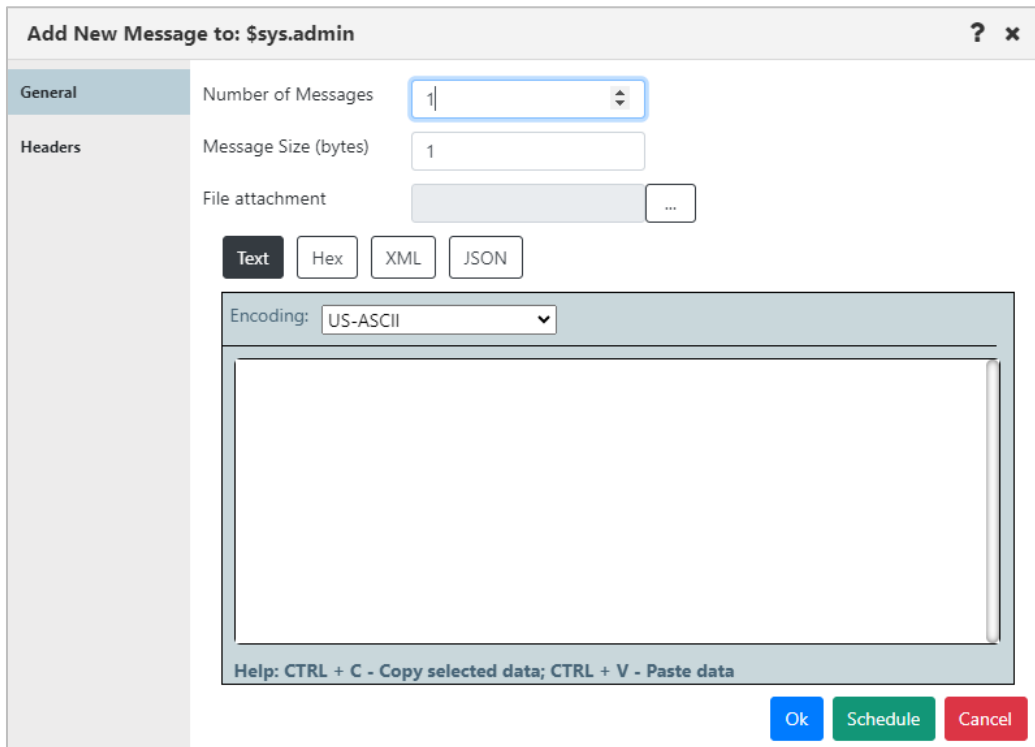 Add New Message to: $sys.admin ? ×
General
Headers
Number of Messages 1
Message Size (bytes) 1
File attachment ...
Text Hex XML JSON
Encoding: US-ASCII
Help: CTRL + C - Copy selected data; CTRL + V - Paste data
Ok Schedule Cancel